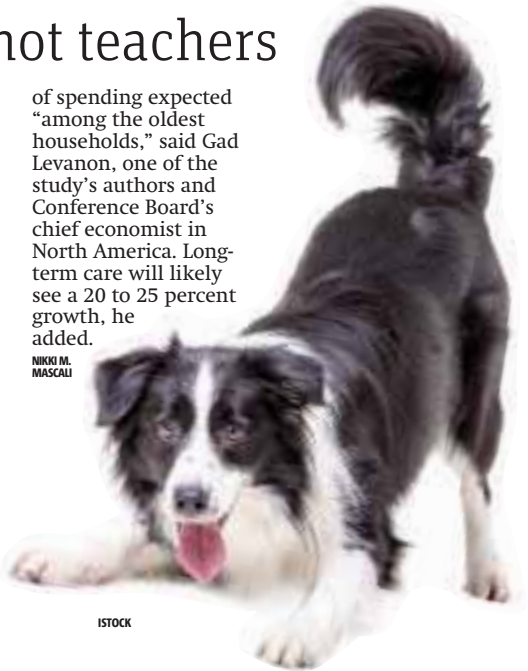 not teachers
of spending expected
“among the oldest
households,” said Gad
Levanon, one of the
study’s authors and
Conference Board’s
chief economist in
North America. Long-
term care will likely
see a 20 to 25 percent
growth, he
added.
NIKKI M.
MASCALI
ISTOCK